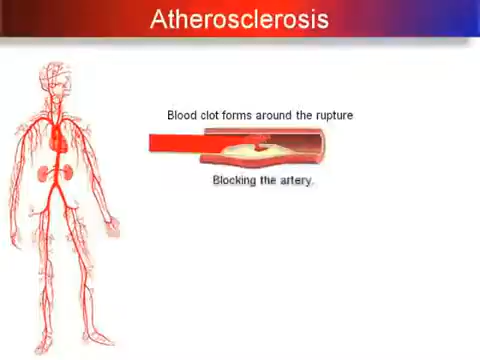 Atherosclerosis
Blood clot forms around the rupture
Blocking the artery.